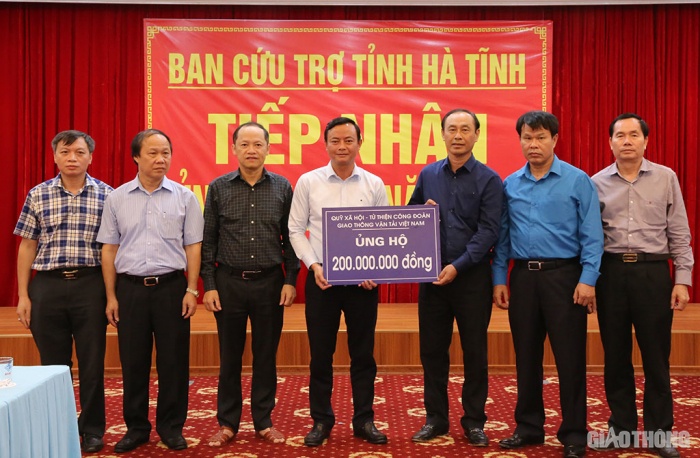 BAN CỨU TRỢ TỈNH HÀ TĨNH
TIẾP NHẬN
QUỸ XÃ HỘI - TỪ THIỆN CÔNG ĐOÀN
GIAO THÔNG VẬN TẢI VIỆT NAM
ỦNG HỘ
200.000.000 đồng
GIAOTHÔNG